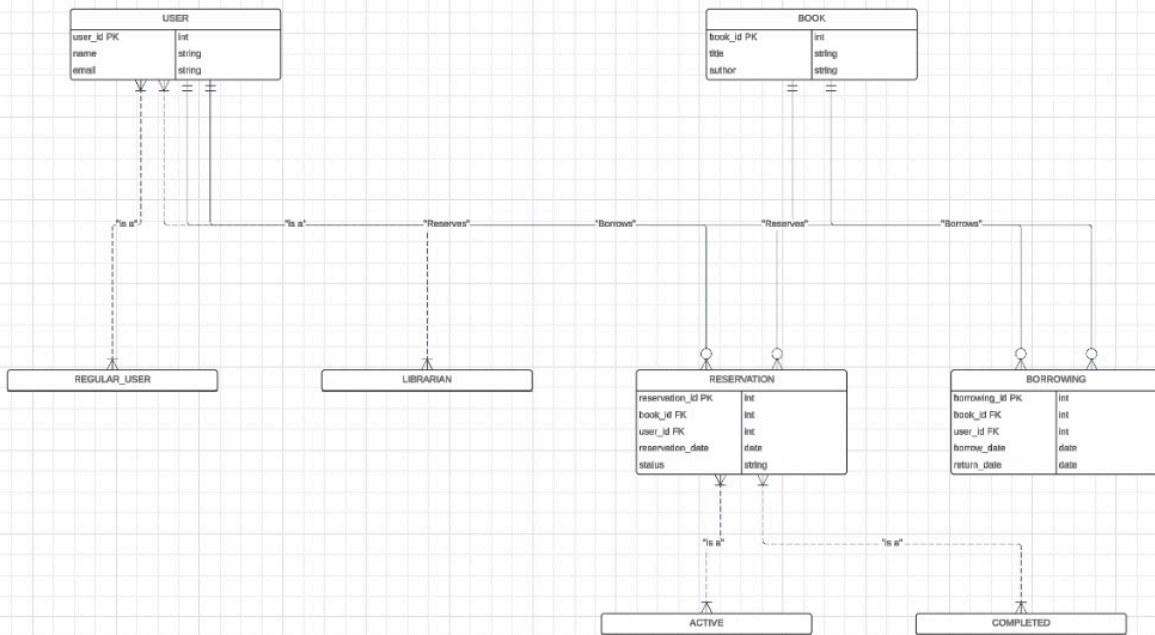 USER
user_id PK int
name string
email string
BOOK
book_id PK int
title string
author string
"is a"
"is a"
"Reserves"
"Borrows"
"Reserves"
"Borrows"
REGULAR_USER
LIBRARIAN
RESERVATION
reservation_id PK int
book_id FK int
user_id FK int
reservation_date date
status string
BORROWING
borrowing_id PK int
book_id FK int
user_id FK int
borrow_date date
return_date date
"is a"
"is a"
ACTIVE
COMPLETED